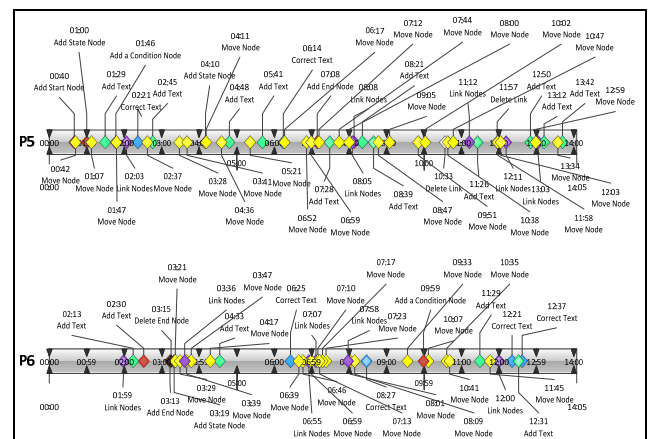 01:00
Add State Node
01:46
Add a Condition Node
00:40
Add Start Node
01:29
Add Text
02:21
Correct Text
02:45
Add Text
04:10
Add State Node
04:11
Move Node
04:48
Add Text
05:41
Add Text
06:14
Correct Text
06:17
Move Node
07:08
Add End Node
07:12
Move Node
07:44
Move Node
08:08
Link Nodes
08:00
Move Node
08:21
Add Text
09:05
Move Node
10:02
Move Node
10:47
Move Node
11:12
Link Nodes
11:57
Delete Link
12:50
Add Text
13:12
Add Text
13:42
Add Text
12:59
Move Node
P5
00:00
03:00
06:00
14:00
05:00
10:00
00:00
14:05
00:42
Move Node
01:07
Move Node
01:47
Move Node
02:03
Link Nodes
02:37
Move Node
03:28
Move Node
04:36
Move Node
03:41
Move Node
05:21
Move Node
06:52
Move Node
07:28
Add Text
06:59
Move Node
08:05
Link Nodes
08:39
Add Text
08:47
Move Node
10:33
Delete Link
09:51
Move Node
11:26
Add Text
10:38
Move Node
12:11
Link Nodes
13:03
Link Nodes
11:58
Move Node
13:34
Move Node
12:03
Move Node
02:13
Add Text
02:30
Add Text
03:15
Delete End Node
03:21
Move Node
03:36
Link Nodes
03:47
Move Node
04:33
Add Text
04:17
Move Node
06:25
Correct Text
07:07
Link Nodes
07:10
Move Node
07:17
Move Node
07:58
Link Nodes
07:23
Move Node
09:59
Add a Condition Node
09:33
Move Node
10:07
Move Node
10:35
Move Node
11:29
Add Text
12:21
Correct Text
12:37
Correct Text
P6
00:00
00:59
06:00
06:59
11:00
12:59
14:00
05:00
09:59
00:00
14:05
01:59
Link Nodes
03:13
Add End Node
03:29
Move Node
03:19
Add State Node
03:39
Move Node
06:39
Move Node
06:55
Link Nodes
06:46
Move Node
06:59
Move Node
08:27
Correct Text
07:13
Move Node
08:01
Move Node
08:09
Move Node
10:41
Move Node
12:00
Link Nodes
11:45
Move Node
12:31
Add Text